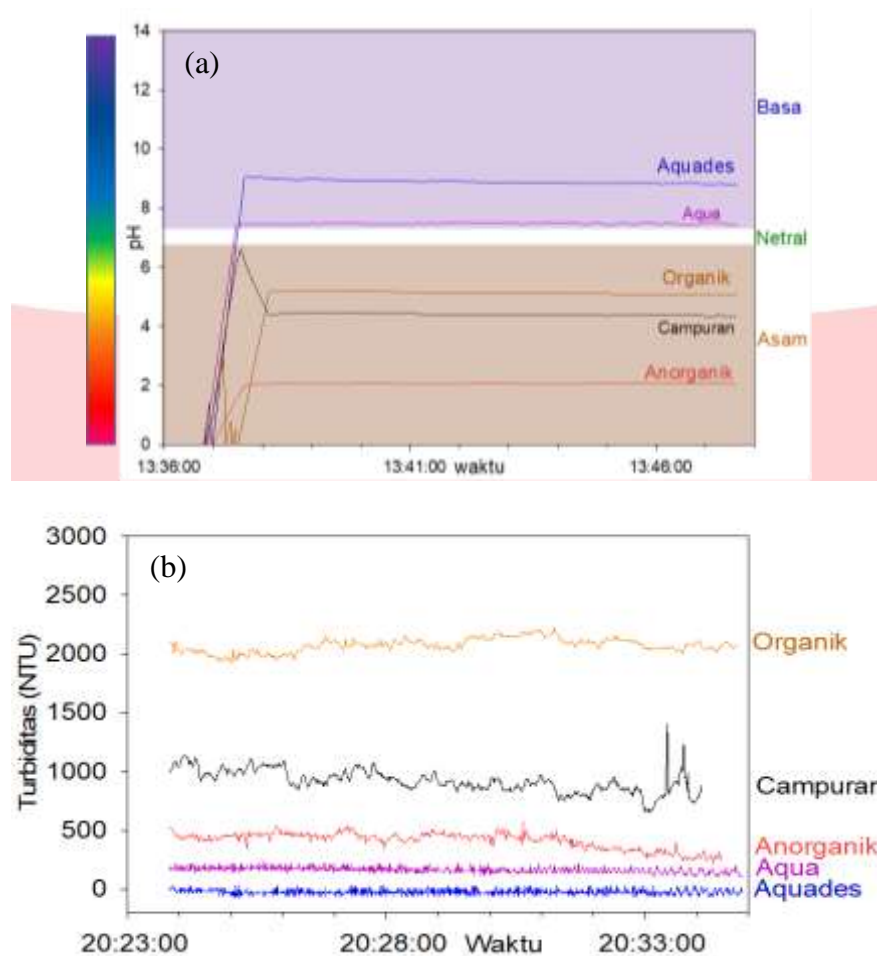 (a)
14
12
10
8
6
4
2
0
pH
Basa
Aquades
Aqua
Netral
Organik
Campuran
Asam
Anorganik
13:36:00
13:41:00
waktu
13:46:00
(b)
3000
2500
2000
1500
1000
500
0
Turbiditas (NTU)
Organik
Campuran
Anorganik
Aqua
Aquades
20:23:00
20:28:00
Waktu
20:33:00